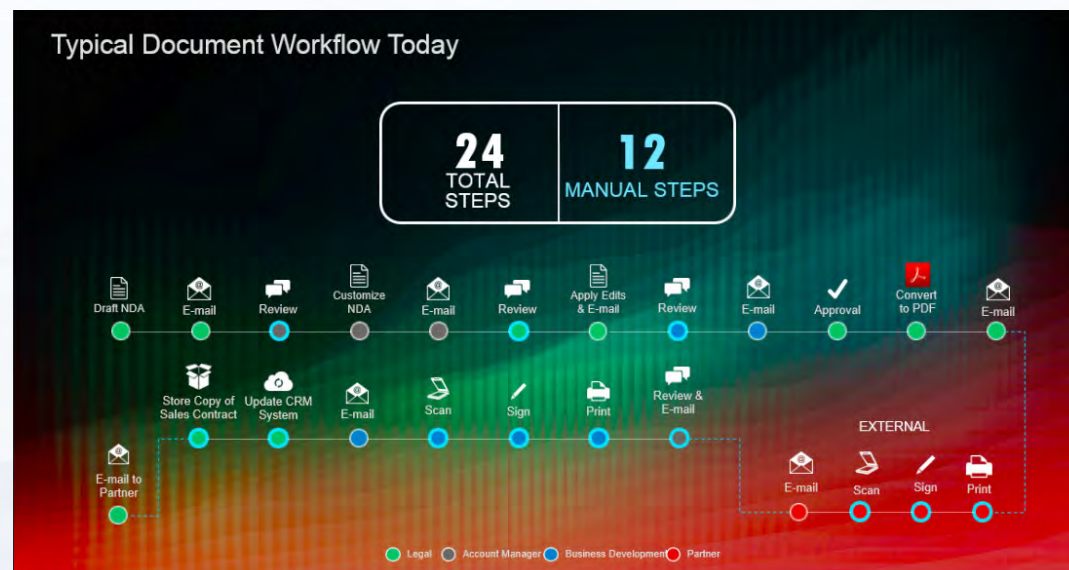 Typical Document Workflow Today
24
TOTAL
STEPS
12
MANUAL STEPS
Draft NDA
E-mail
Review
Customize
NDA
E-mail
Review
Apply Edits
& E-mail
Review
E-mail
Approval
Convert
to PDF
E-mail
Store Copy of
Sales Contract
Update CRM
System
E-mail
Scan
Sign
Print
Review &
E-mail
EXTERNAL
E-mail to
Partner
E-mail
Scan
Sign
Print
Legal
Account Manager
Business Development
Partner